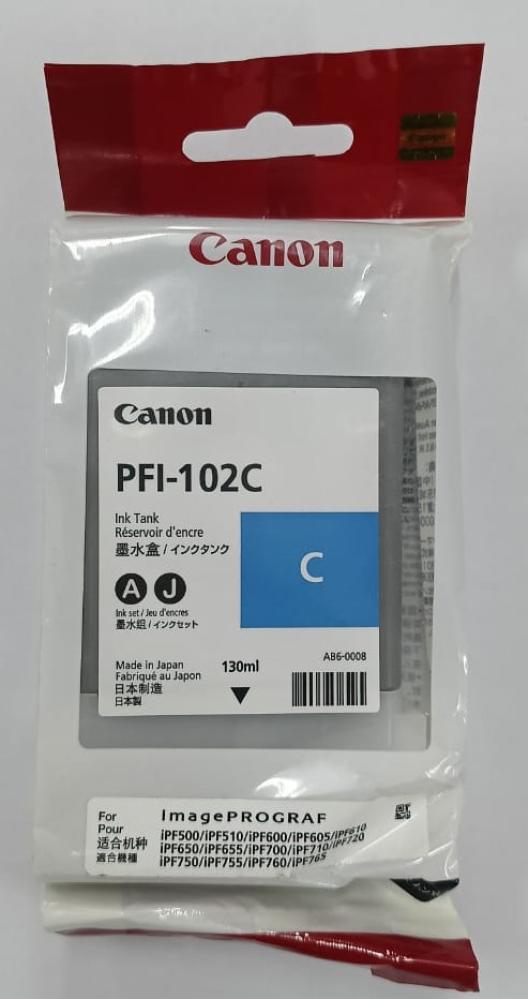 Canon
Canon
PFI-102C
Ink Tank
Réservoir d'encre
墨水盒 / インクタンク
C
A J
Ink set / Jeu d'encres
墨水组 / インクセット
Made in Japan
Fabriqué au Japon
日本制造
日本製
130ml
AB6-0008
For
Pour
适合机种
適合機種
imagePROGRAF
iPF500/iPF510/iPF600/iPF605/iPF610
iPF650/iPF655/iPF700/iPF710/iPF720
iPF750/iPF755/iPF760/iPF765